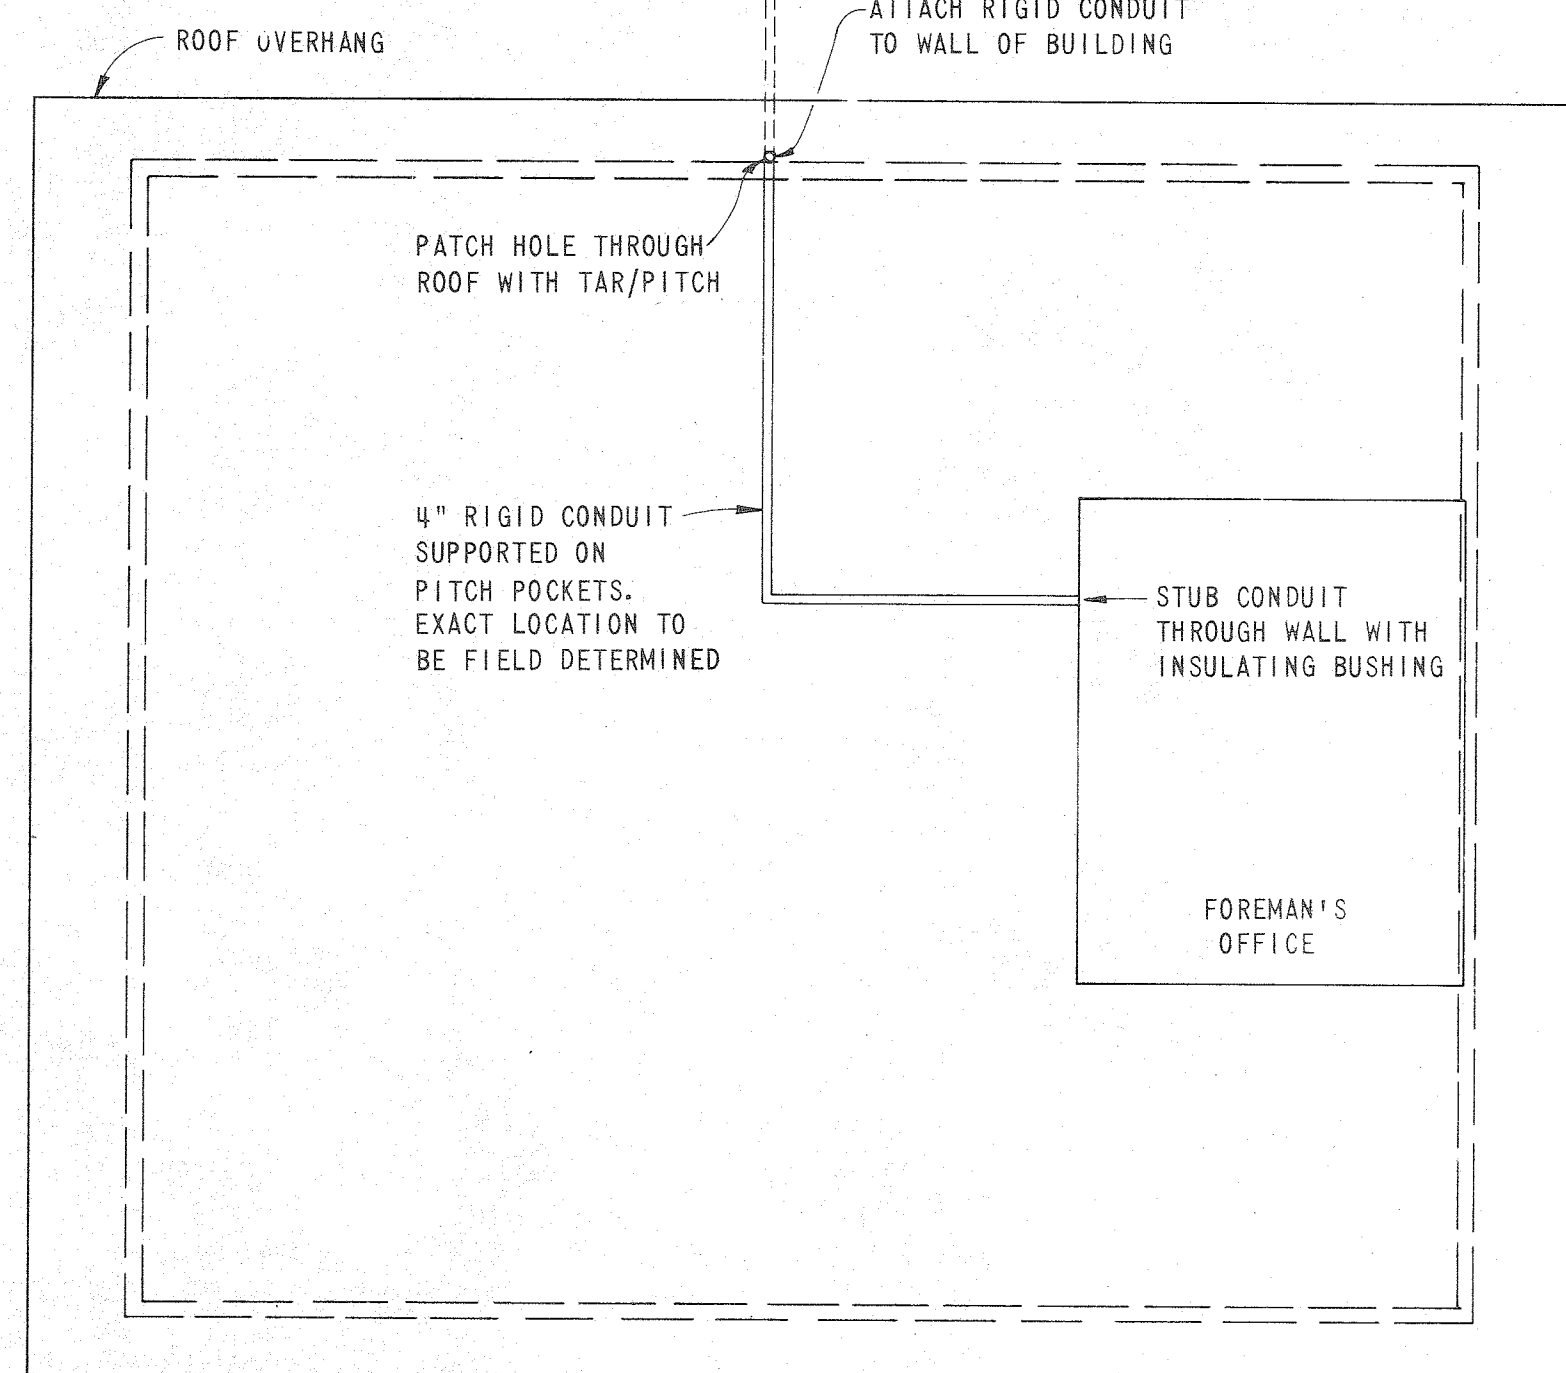 ATTACH RIGID CONDUIT
TO WALL OF BUILDING
ROOF OVERHANG
PATCH HOLE THROUGH
ROOF WITH TAR/PITCH
4" RIGID CONDUIT
SUPPORTED ON
PITCH POCKETS.
EXACT LOCATION TO
BE FIELD DETERMINED
STUB CONDUIT
THROUGH WALL WITH
INSULATING BUSHING
FOREMAN'S
OFFICE